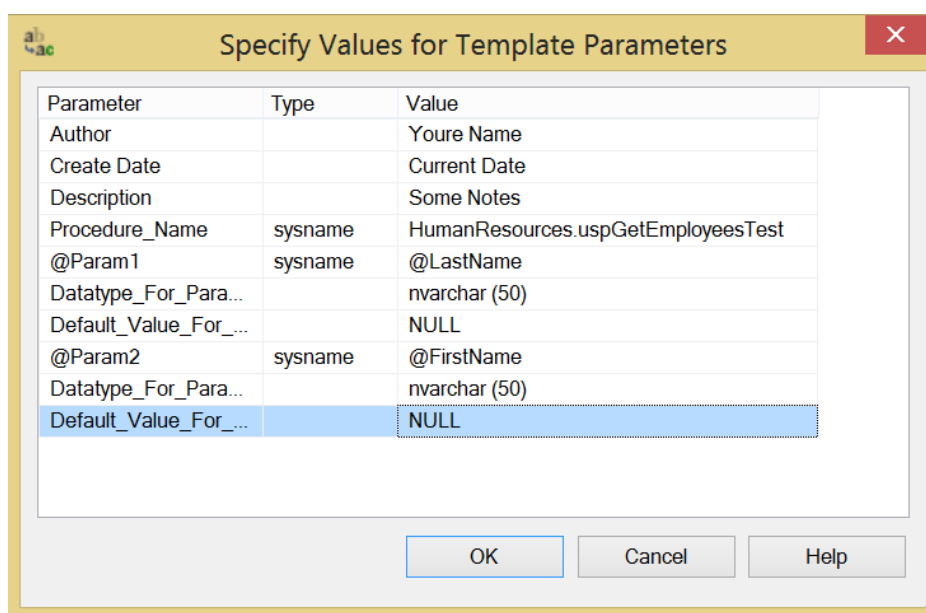 ab
ac
Specify Values for Template Parameters
Parameter Type Value
Author Youre Name
Create Date Current Date
Description Some Notes
Procedure_Name sysname HumanResources.uspGetEmployeesTest
@Param1 sysname @LastName
Datatype_For_Para... nvarchar (50)
Default_Value_For_... NULL
@Param2 sysname @FirstName
Datatype_For_Para... nvarchar (50)
Default_Value_For_... NULL
OK Cancel Help